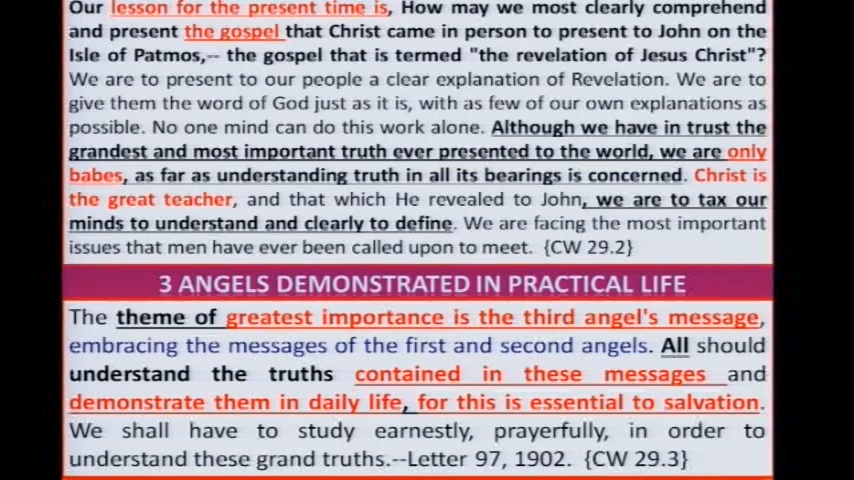 Our lesson for the present time is, How may we most clearly comprehend
and present the gospel that Christ came in person to present to John on the
Isle of Patmos,-- the gospel that is termed "the revelation of Jesus Christ"?
We are to present to our people a clear explanation of Revelation. We are to
give them the word of God just as it is, with as few of our own explanations as
possible. No one mind can do this work alone. Although we have in trust the
grandest and most important truth ever presented to the world, we are only
babes, as far as understanding truth in all its bearings is concerned. Christ is
the great teacher, and that which He revealed to John, we are to tax our
minds to understand and clearly to define. We are facing the most important
issues that men have ever been called upon to meet. {CW 29.2}
3 ANGELS DEMONSTRATED IN PRACTICAL LIFE
The theme of greatest importance is the third angel's message,
embracing the messages of the first and second angels. All should
understand the truths contained in these messages and
demonstrate them in daily life, for this is essential to salvation.
We shall have to study earnestly, prayerfully, in order to
understand these grand truths.--Letter 97, 1902. {CW 29.3}